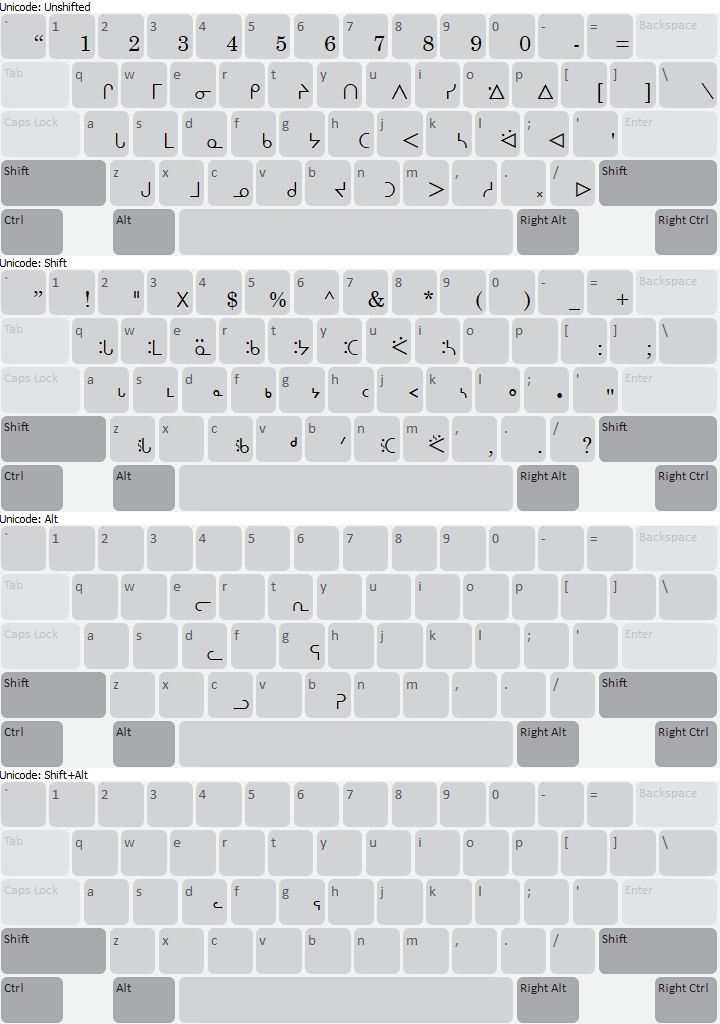 Unicode: Unshifted
` “ 1 1 2 2 3 3 4 4 5 5 6 6 7 7 8 8 9 9 0 0 - - = = Backspace
Tab q ᒋ w ᒥ e ᓂ r ᑭ t ᔨ y ᑎ u ᐱ i ᓯ o ᐏ p ᐃ [ [ ] ] \ \
Caps Lock a ᒐ s ᒪ d ᓇ f ᑲ g ᔭ h ᑕ j ᐸ k ᓴ l ᐚ ; ᐊ ' ' Enter
Shift z ᒍ x ᒧ c ᓄ v ᑯ b ᔪ n ᑐ m ᐳ , ᓱ . ᙮ / ᐅ Shift
Ctrl Alt Right Alt Right Ctrl
Unicode: Shift
` ” 1 ! 2 " 3 X 4 $ 5 % 6 ^ 7 & 8 * 9 ( 0 ) - _ = + Backspace
Tab q w e r t y u i o p [ : ] ; \
Caps Lock a ᒡ s ᒻ d ᓐ f ᒃ g ᔾ h ᑦ j ᑉ k ᔅ l ᐤ ; • ' " Enter
Shift z x c v ᒄ b ᐟ n m , , . . / ? Shift
Ctrl Alt Right Alt Right Ctrl
Unicode: Alt
` 1 2 3 4 5 6 7 8 9 0 - = Backspace
Tab q w e ᓕ r t ᕆ y u i o p [ ] \
Caps Lock a s d ᓚ f g ᕋ h j k l ; ' Enter
Shift z x c ᓗ v b ᕈ n m , . / Shift
Ctrl Alt Right Alt Right Ctrl
Unicode: Shift+Alt
` 1 2 3 4 5 6 7 8 9 0 - = Backspace
Tab q w e r t y u i o p [ ] \
Caps Lock a s d ᓪ f g ᕐ h j k l ; ' Enter
Shift z x c v b n m , . / Shift
Ctrl Alt Right Alt Right Ctrl